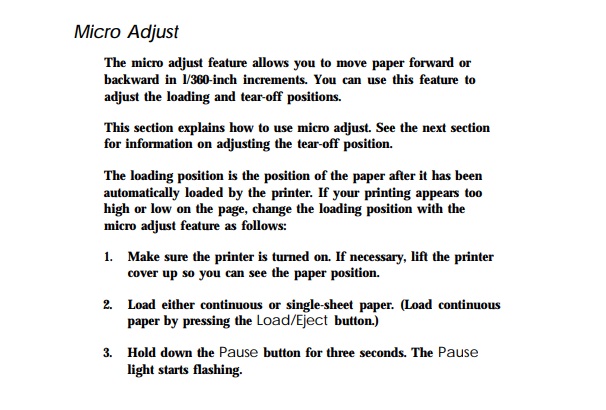 Micro Adjust
The micro adjust feature allows you to move paper forward or
backward in l/360-inch increments. You can use this feature to
adjust the loading and tear-off positions.
This section explains how to use micro adjust. See the next section
for information on adjusting the tear-off position.
The loading position is the position of the paper after it has been
automatically loaded by the printer. If your printing appears too
high or low on the page, change the loading position with the
micro adjust feature as follows:
1. Make sure the printer is turned on. If necessary, lift the printer
cover up so you can see the paper position.
2. Load either continuous or single-sheet paper. (Load continuous
paper by pressing the Load/Eject button.)
3. Hold down the Pause button for three seconds. The Pause
light starts flashing.